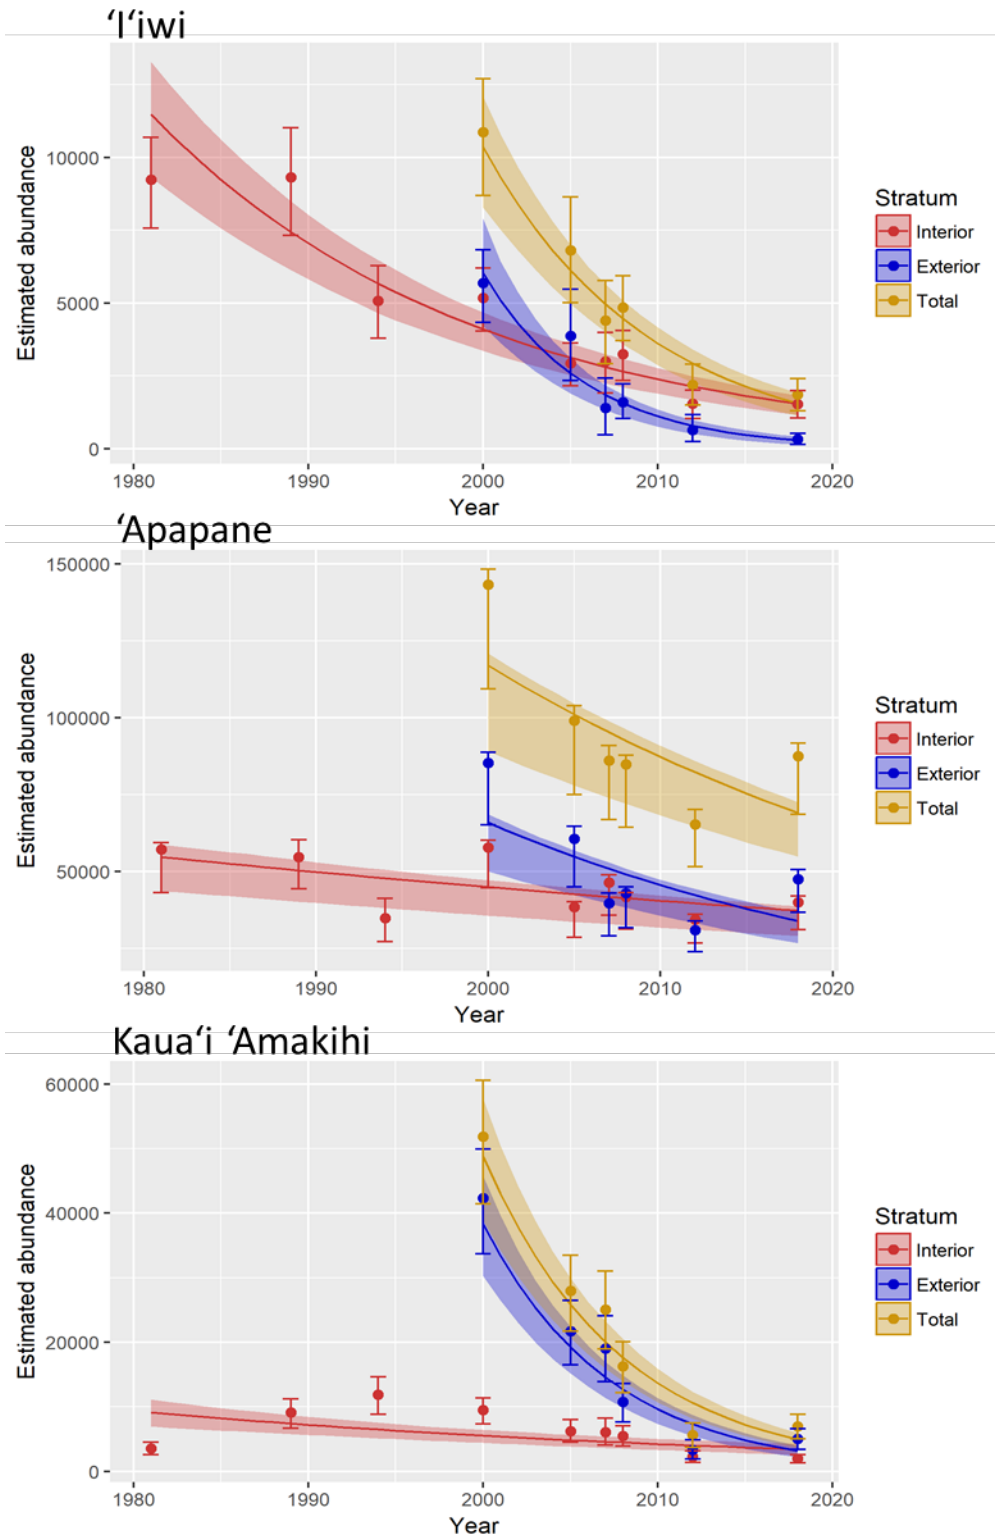 ʻIʻiwi
10000
5000
0
Estimated abundance
1980 1990 2000 2010 2020
Year
Stratum
Interior
Exterior
Total
ʻApapane
150000
100000
50000
Estimated abundance
1980 1990 2000 2010 2020
Year
Stratum
Interior
Exterior
Total
Kauaʻi ʻAmakihi
60000
40000
20000
0
Estimated abundance
1980 1990 2000 2010 2020
Year
Stratum
Interior
Exterior
Total